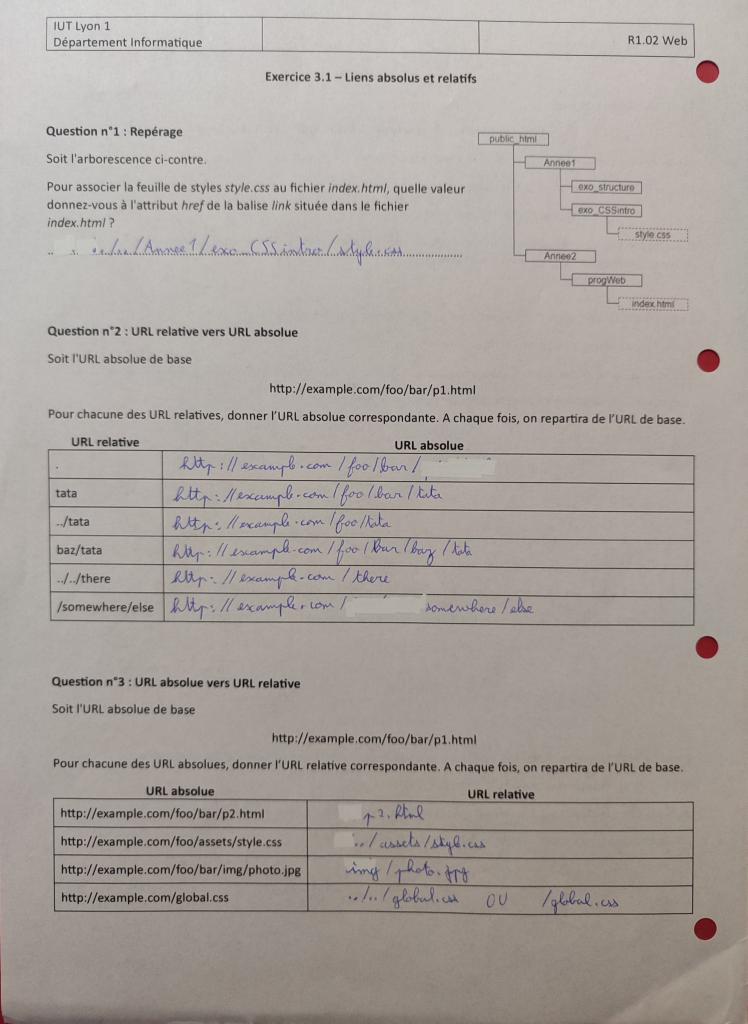 IUT Lyon 1
Département Informatique
R1.02 Web
Exercice 3.1 – Liens absolus et relatifs
Question n°1 : Repérage
Soit l'arborescence ci-contre.
Pour associer la feuille de styles style.css au fichier index.html, quelle valeur
donnez-vous à l'attribut href de la balise link située dans le fichier
index.html ?
../../Annee1/exo_CSSintro/style.css
public_html
Annee1
exo_structure
exo_CSSintro
style.css
Annee2
progWeb
index.html
Question n°2 : URL relative vers URL absolue
Soit l'URL absolue de base
http://example.com/foo/bar/p1.html
Pour chacune des URL relatives, donner l'URL absolue correspondante. A chaque fois, on repartira de l'URL de base.
URL relative URL absolue
. http://example.com/foo/bar/
tata http://example.com/foo/bar/tata
../tata http://example.com/foo/tata
baz/tata http://example.com/foo/bar/baz/tata
../../there http://example.com/there
/somewhere/else http://example.com/ somewhere/else
Question n°3 : URL absolue vers URL relative
Soit l'URL absolue de base
http://example.com/foo/bar/p1.html
Pour chacune des URL absolues, donner l'URL relative correspondante. A chaque fois, on repartira de l'URL de base.
URL absolue URL relative
http://example.com/foo/bar/p2.html p2.html
http://example.com/foo/assets/style.css ../assets/style.css
http://example.com/foo/bar/img/photo.jpg img/photo.jpg
http://example.com/global.css ../../global.css OU /global.css